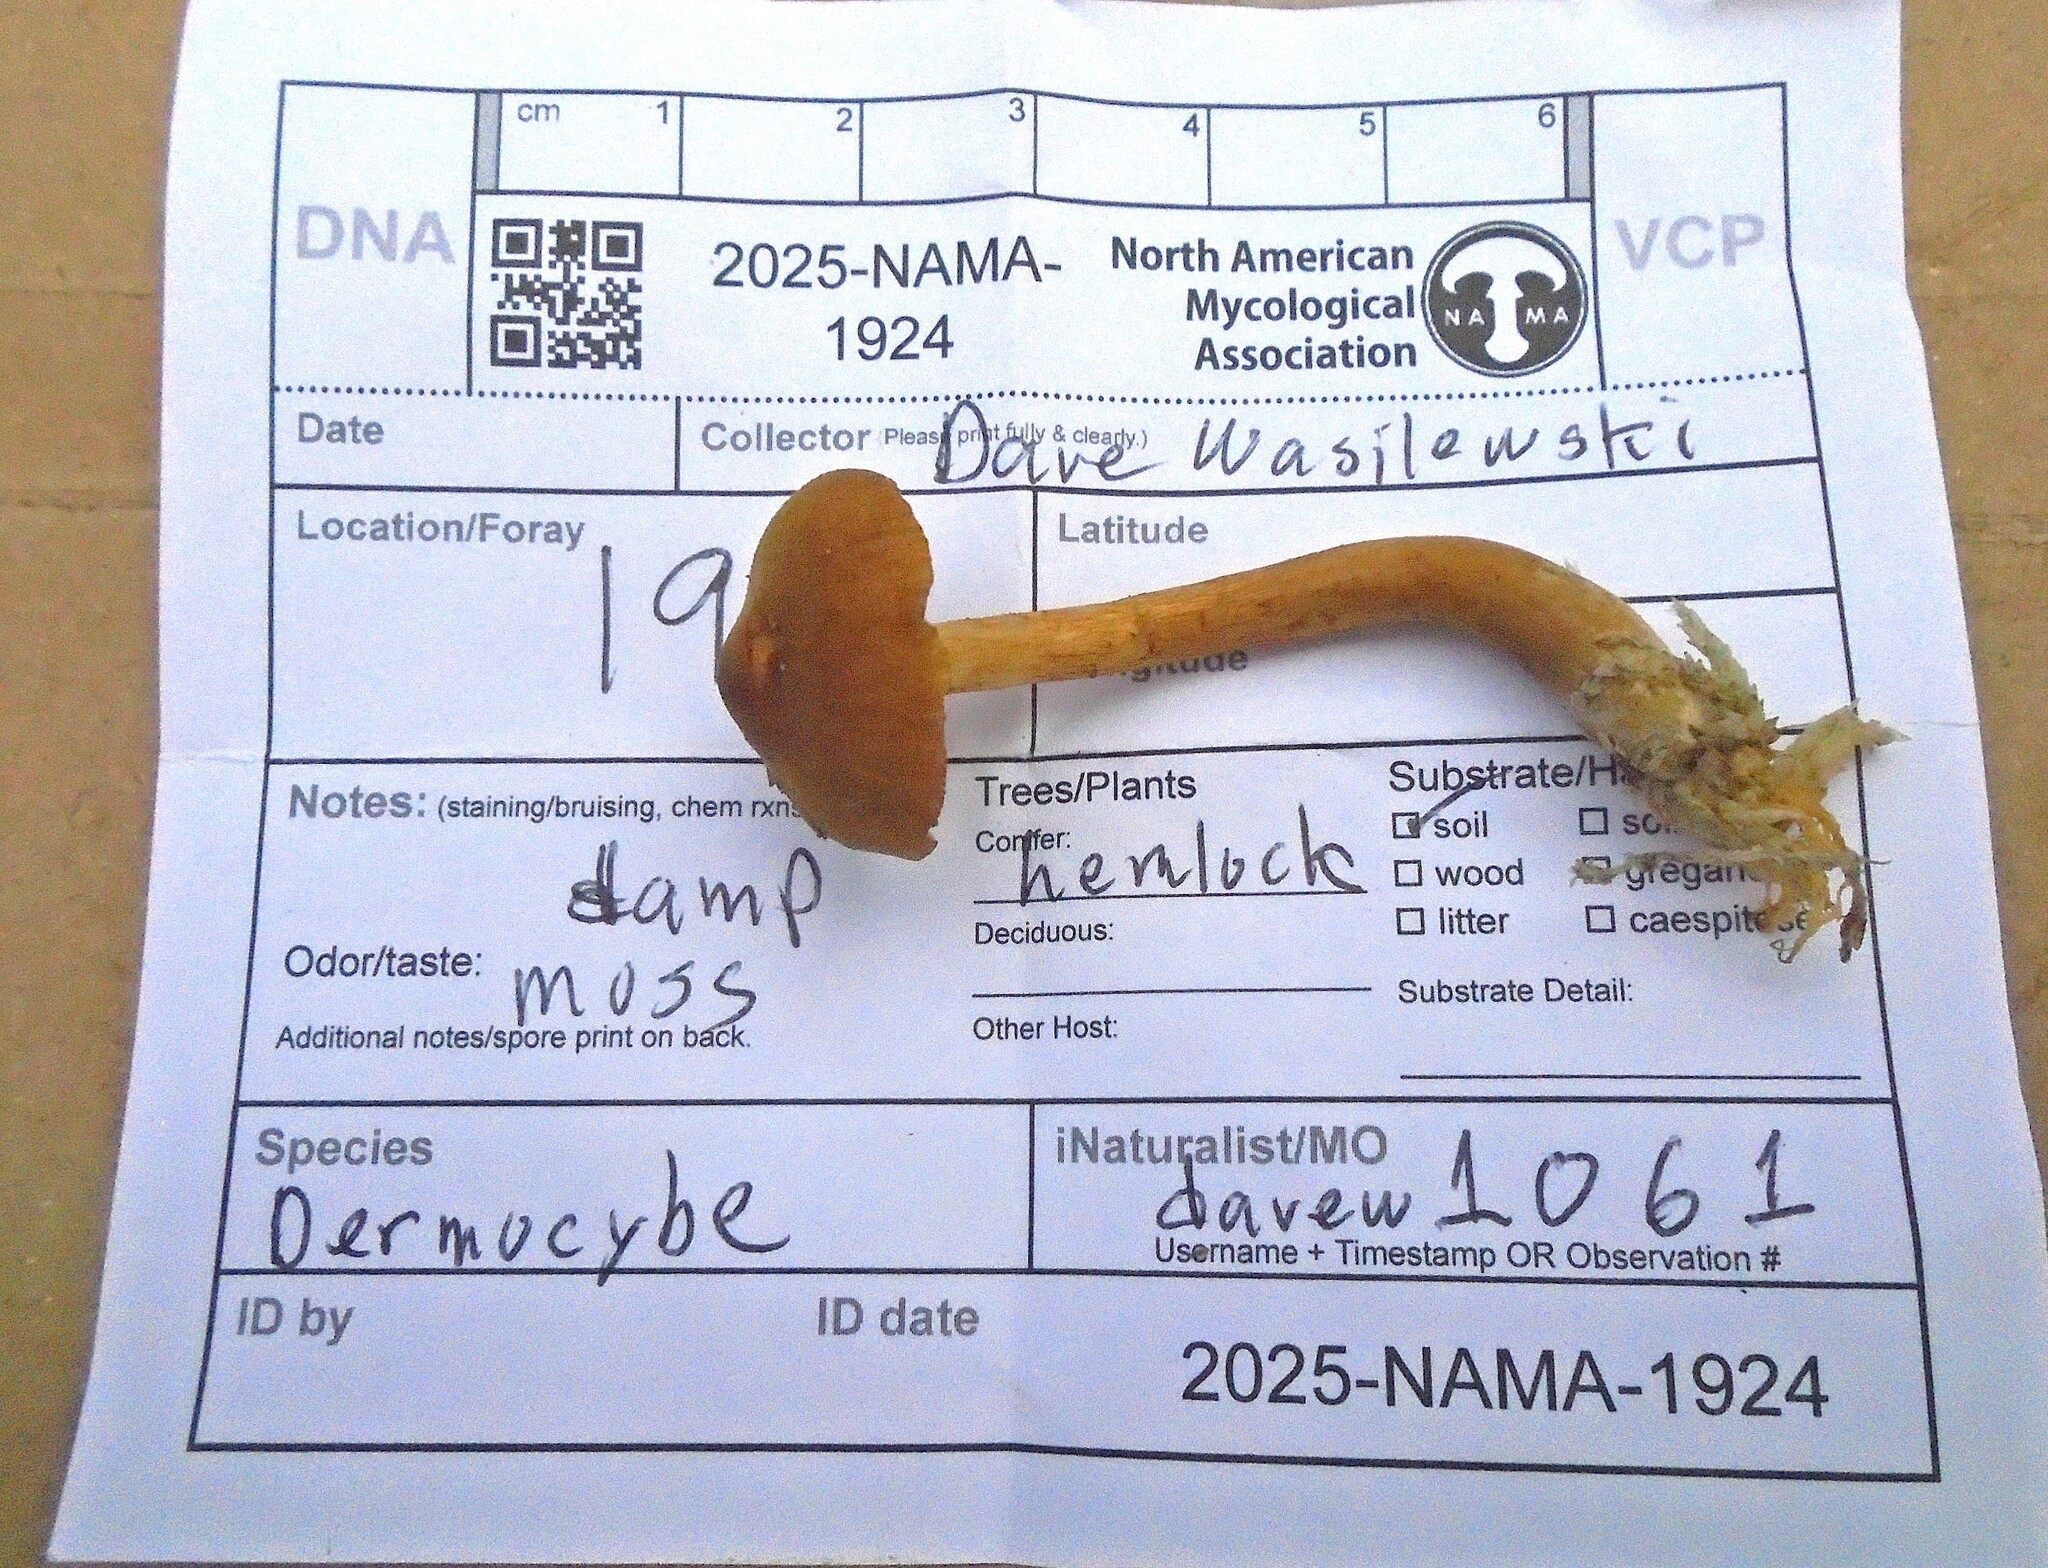 cm 1 2 3 4 5 6
DNA
2025-NAMA-
1924
North American
Mycological
Association
NAMA
VCP
Date
Collector (Please print fully & clearly.) Dave Wasilewski
Location/Foray
19
Latitude
Notes: (staining/bruising, chem rxns
damp
Odor/taste: moss
Additional notes/spore print on back.
Trees/Plants
Conifer: hemlock
Deciduous:
Other Host:
Substrate/
soil
wood
litter
caespitose
Substrate Detail:
Species
Dermocybe
iNaturalist/MO
davew1061
Username + Timestamp OR Observation #
ID by
ID date
2025-NAMA-1924